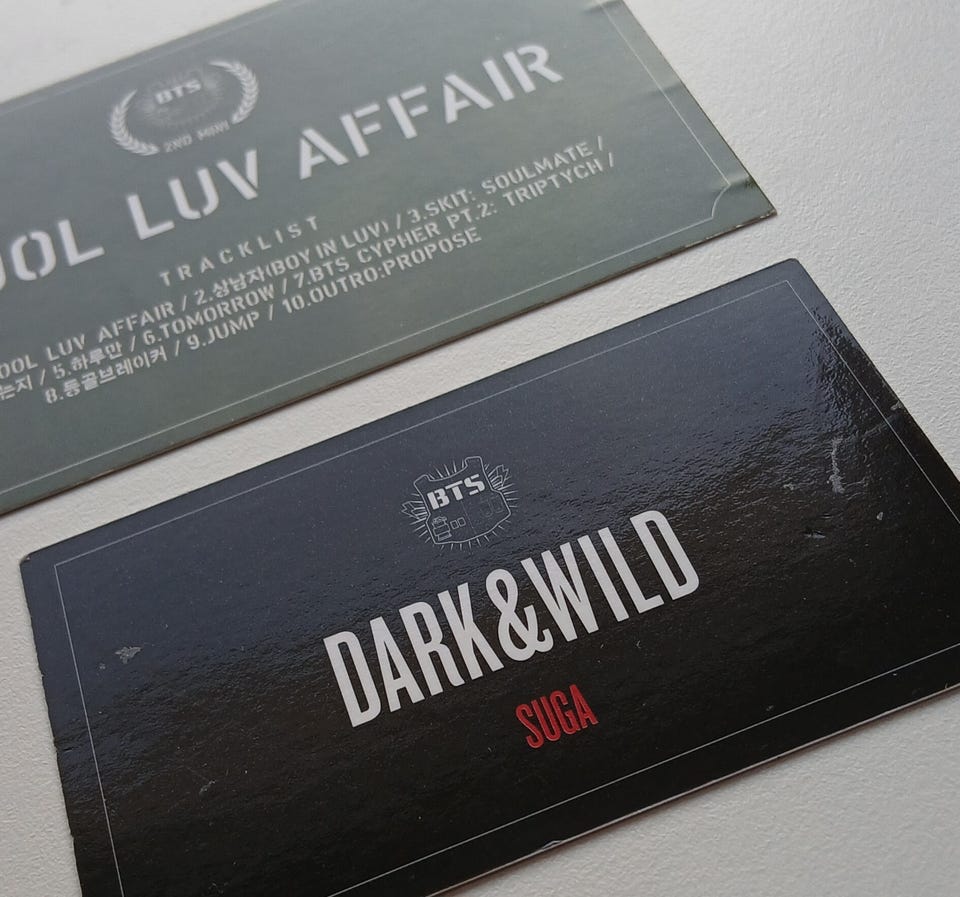 BTS
2ND MINI
OOL LUV AFFAIR
TRACKLIST
OOL LUV AFFAIR / 2.상남자(BOY IN LUV) / 3.SKIT: SOULMATE /
는지 / 5.하루만 / 6.TOMORROW / 7.BTS CYPHER PT.2: TRIPTYCH /
8.등골브레이커 / 9.JUMP / 10.OUTRO:PROPOSE
BTS
DARK&WILD
SUGA